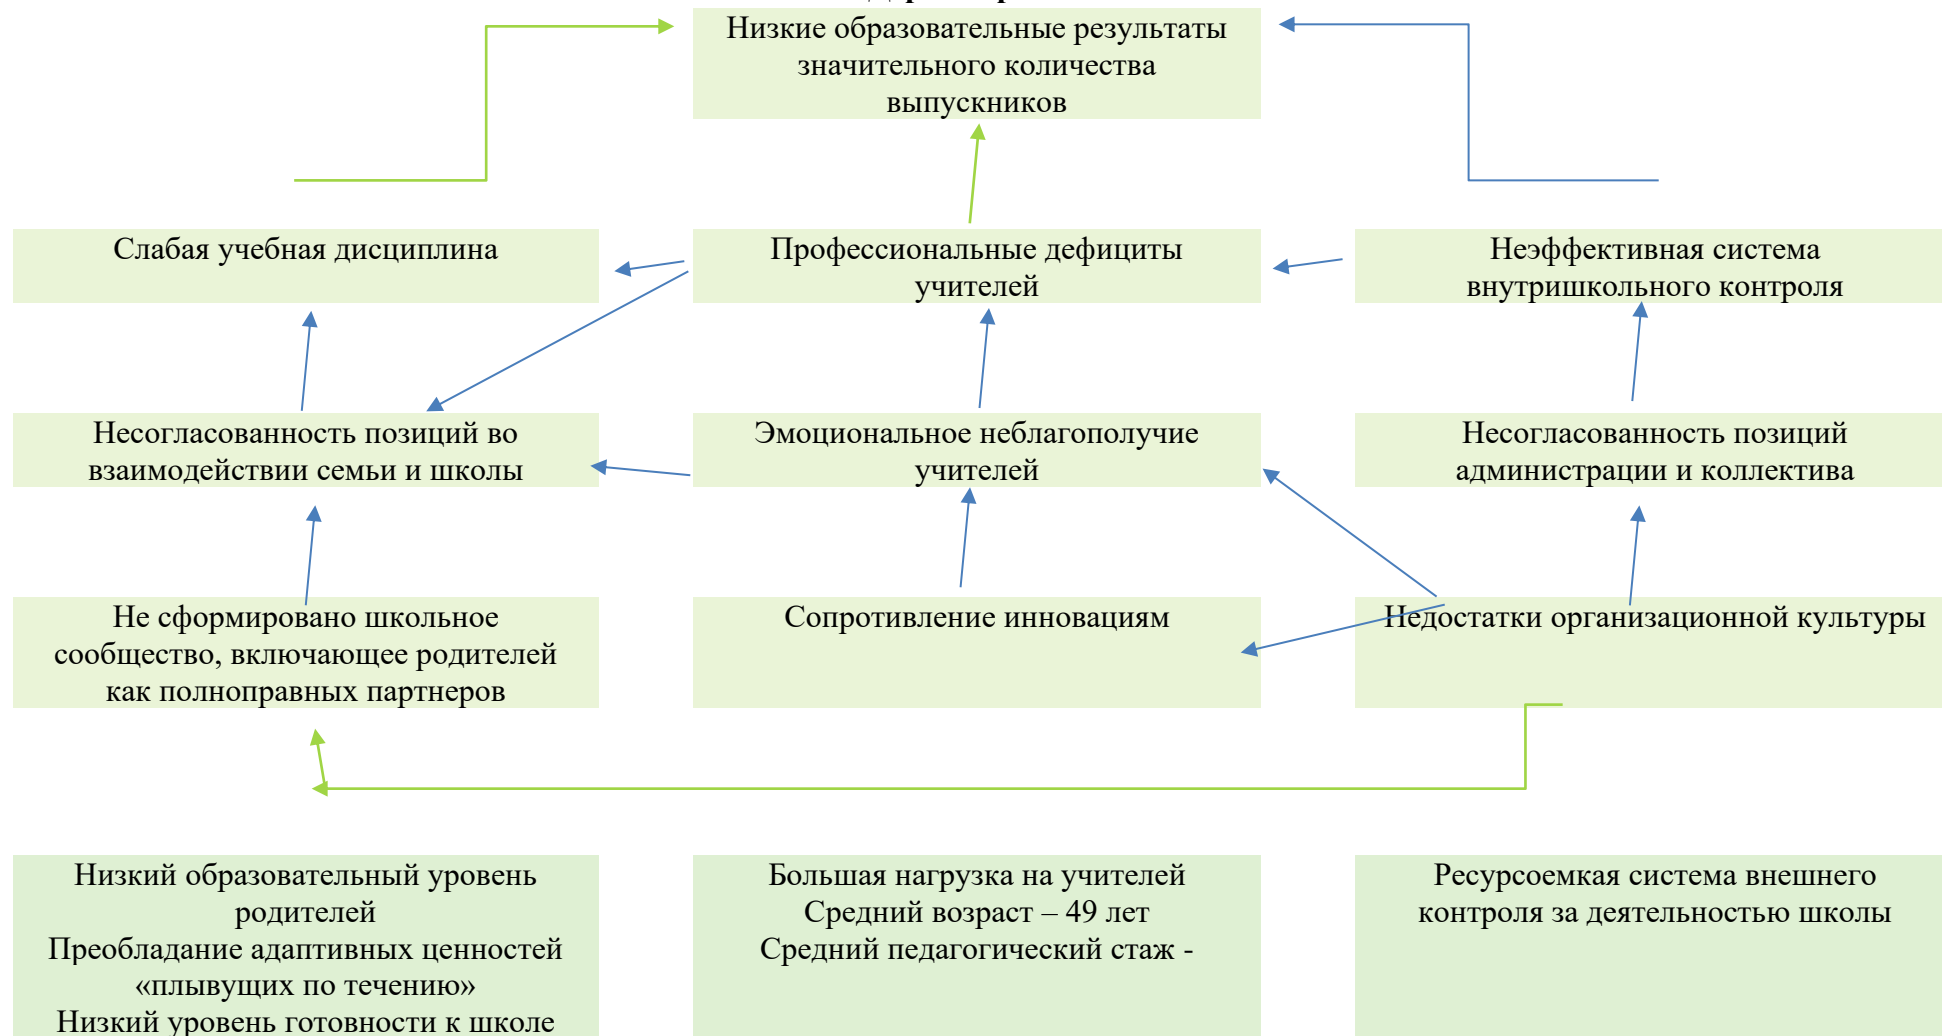 Низкие образовательные результаты
значительного количества
выпускников
Слабая учебная дисциплина
Профессиональные дефициты
учителей
Неэффективная система
внутришкольного контроля
Несогласованность позиций во
взаимодействии семьи и школы
Эмоциональное неблагополучие
учителей
Несогласованность позиций
администрации и коллектива
Не сформировано школьное
сообщество, включающее родителей
как полноправных партнеров
Сопротивление инновациям
Недостатки организационной культуры
Низкий образовательный уровень
родителей
Преобладание адаптивных ценностей
«плывущих по течению»
Низкий уровень готовности к школе
Большая нагрузка на учителей
Средний возраст – 49 лет
Средний педагогический стаж -
Ресурсоемкая система внешнего
контроля за деятельностью школы